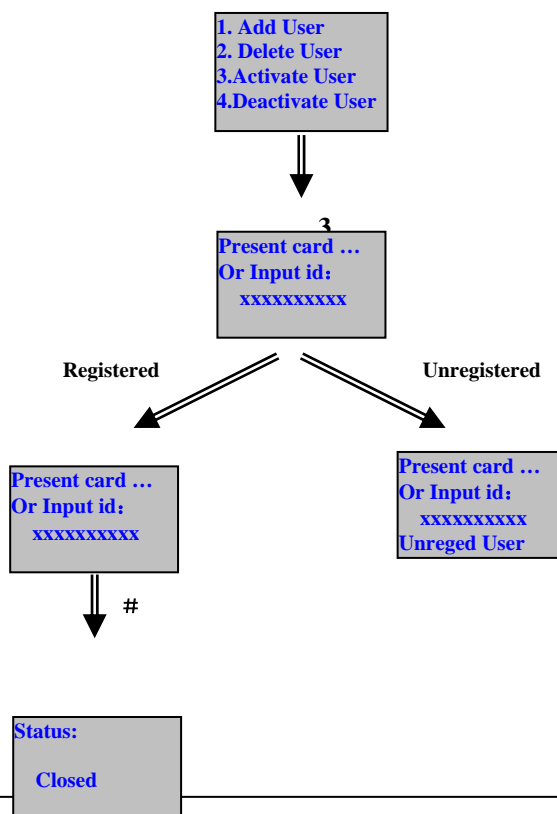 1. Add User
2. Delete User
3.Activate User
4.Deactivate User
3
Present card …
Or Input id：
xxxxxxxxxx
Registered
Unregistered
Present card …
Or Input id：
xxxxxxxxxx
Present card …
Or Input id：
xxxxxxxxxx
Unreged User
#
Status:
Closed